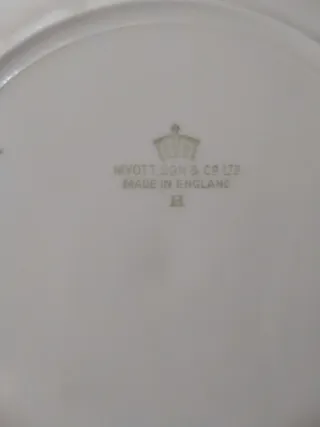 MYOTT, SON & CO. LTD
MADE IN ENGLAND